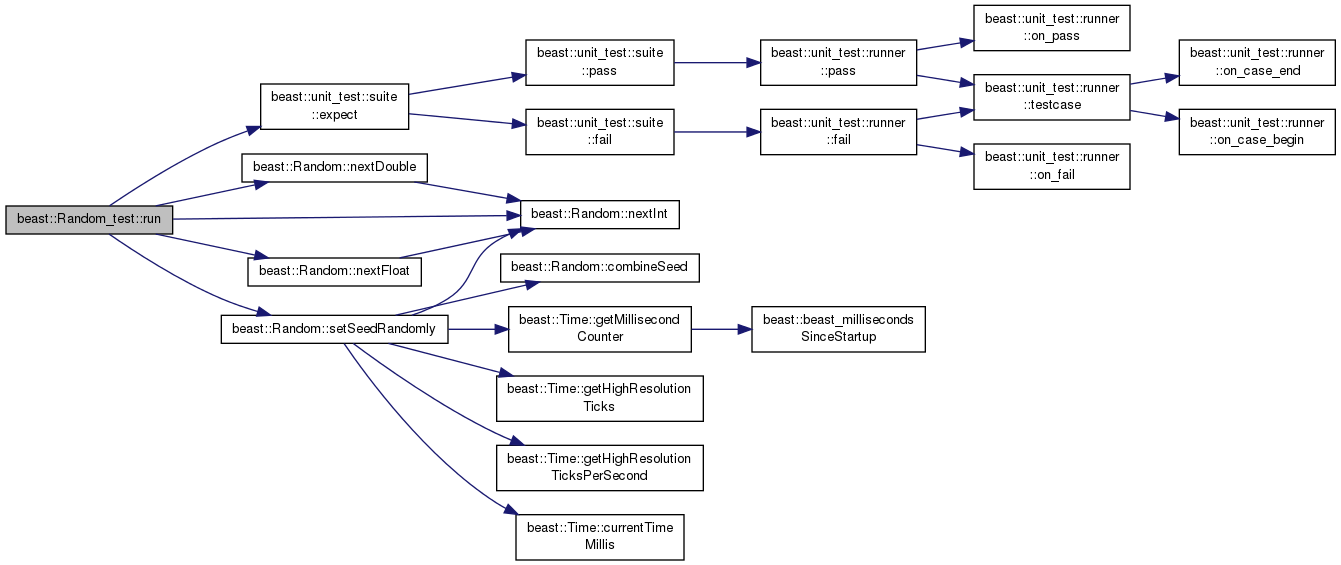 beast::Random_test::run
beast::unit_test::suite
::expect
beast::Random::nextDouble
beast::Random::nextFloat
beast::Random::setSeedRandomly
beast::unit_test::suite
::pass
beast::unit_test::suite
::fail
beast::Random::nextInt
beast::Random::combineSeed
beast::Time::getMillisecond
Counter
beast::Time::getHighResolution
Ticks
beast::Time::getHighResolution
TicksPerSecond
beast::Time::currentTime
Millis
beast::unit_test::runner
::pass
beast::unit_test::runner
::fail
beast::beast_milliseconds
SinceStartup
beast::unit_test::runner
::on_pass
beast::unit_test::runner
::testcase
beast::unit_test::runner
::on_fail
beast::unit_test::runner
::on_case_end
beast::unit_test::runner
::on_case_begin